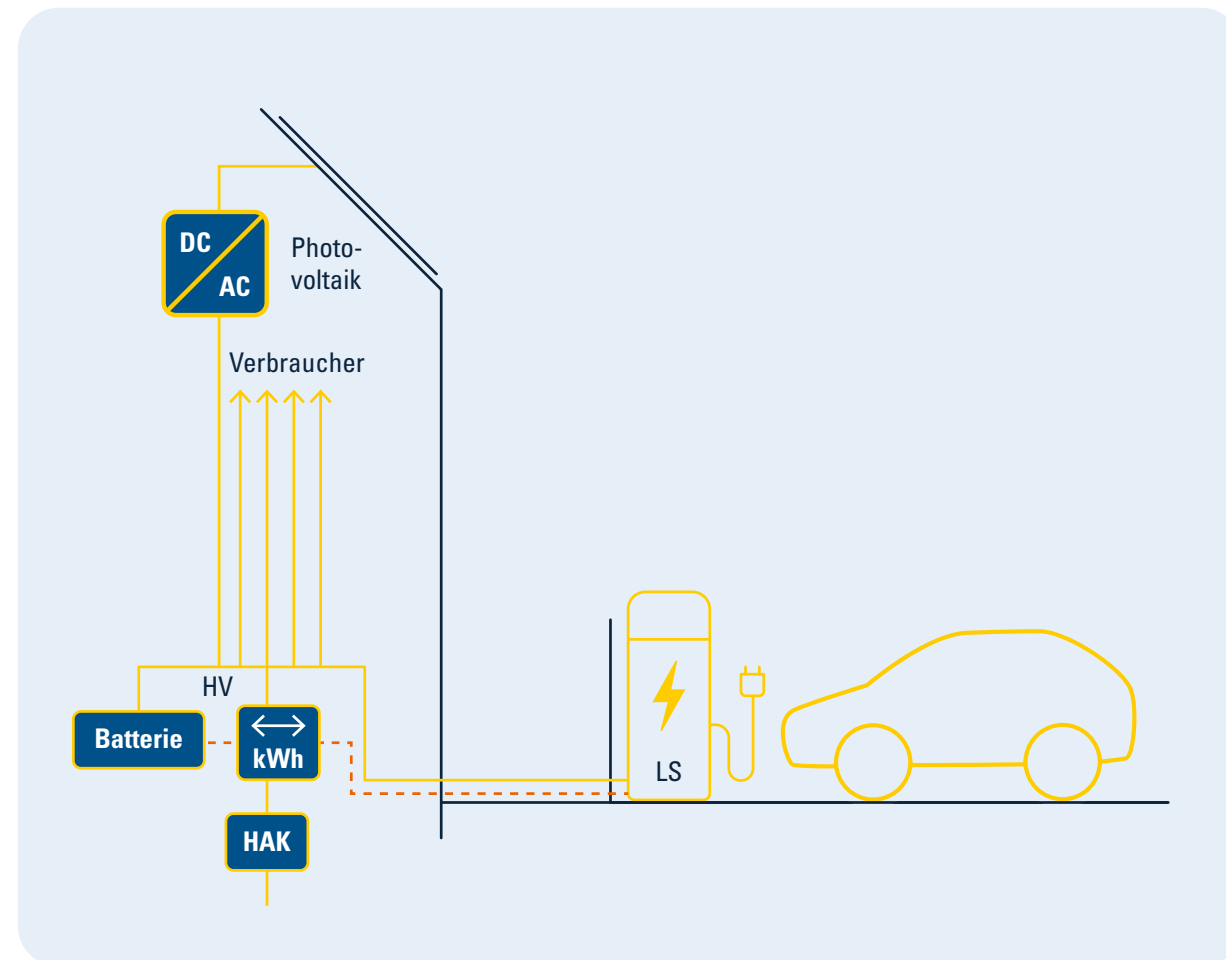 DC
AC
Photo-
voltaik
Verbraucher
HV
Batterie
kWh
LS
HAK